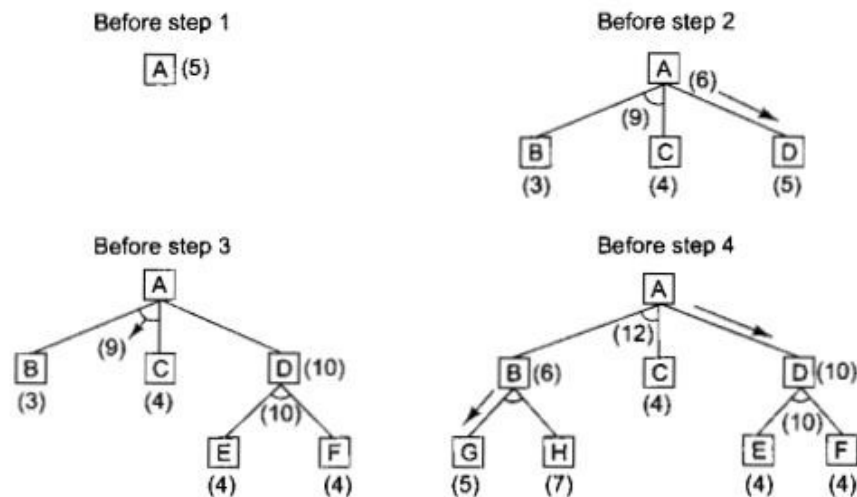 Before step 1
A (5)
Before step 2
A
(6)
(9)
B C D
(3) (4) (5)
Before step 3
A
(9)
B C D (10)
(3) (4)
(10)
E F
(4) (4)
Before step 4
A
(12)
B (6) C D (10)
(4)
(10)
G H E F
(5) (7) (4) (4)